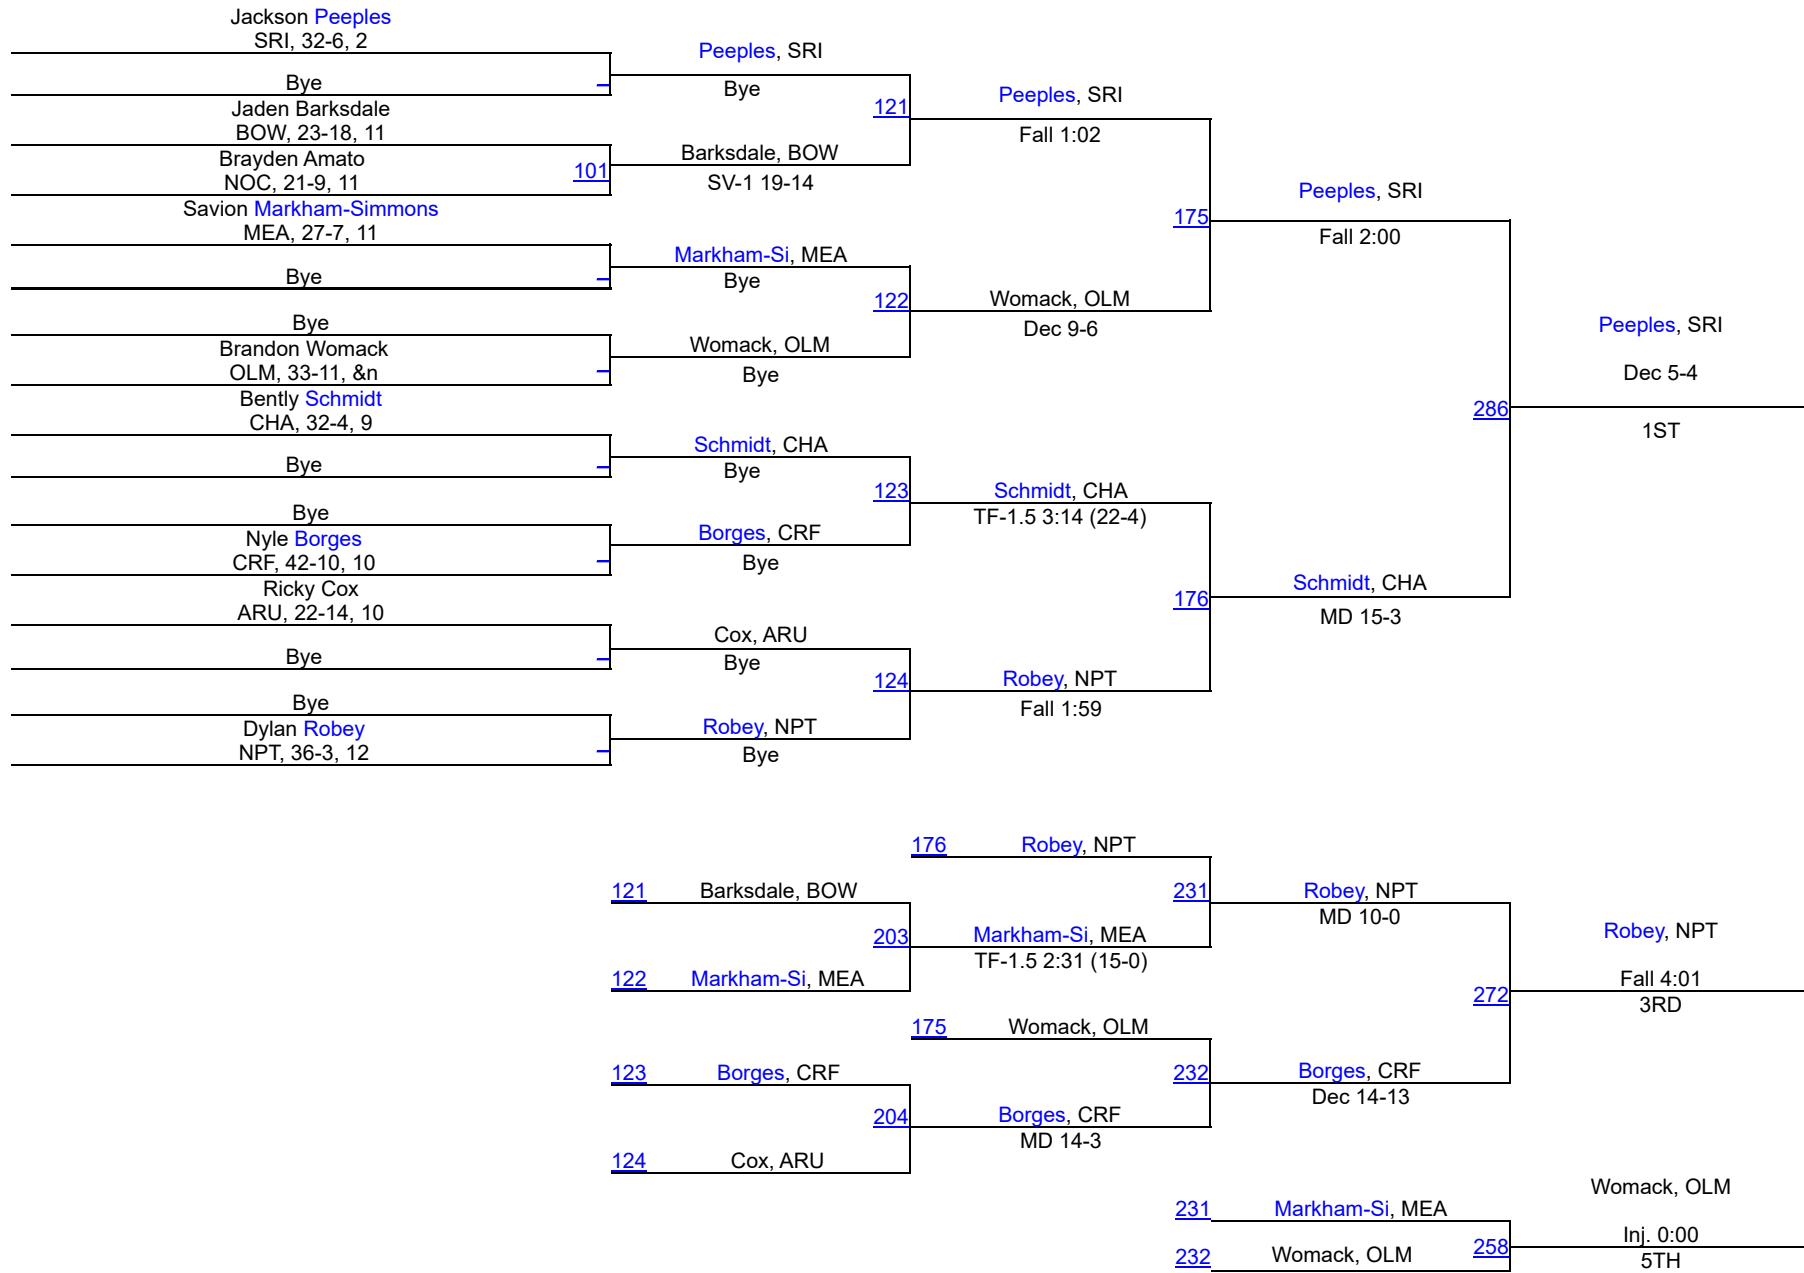 Jackson Peeples
SRI, 32-6, 2
Bye
Jaden Barksdale
BOW, 23-18, 11
Brayden Amato
NOC, 21-9, 11
101
Savion Markham-Simmons
MEA, 27-7, 11
Bye
Bye
Brandon Womack
OLM, 33-11, &n
Bently Schmidt
CHA, 32-4, 9
Bye
Bye
Nyle Borges
CRF, 42-10, 10
Ricky Cox
ARU, 22-14, 10
Bye
Bye
Dylan Robey
NPT, 36-3, 12
Peeples, SRI
Bye
121
Barksdale, BOW
SV-1 19-14
Markham-Si, MEA
Bye
122
Womack, OLM
Bye
Schmidt, CHA
Bye
123
Borges, CRF
Bye
Cox, ARU
Bye
124
Robey, NPT
Bye
Peeples, SRI
Fall 1:02
175
Womack, OLM
Dec 9-6
Schmidt, CHA
TF-1.5 3:14 (22-4)
176
Robey, NPT
Fall 1:59
Peeples, SRI
Fall 2:00
286
Schmidt, CHA
MD 15-3
Peeples, SRI
Dec 5-4
1ST
121 Barksdale, BOW
203
122 Markham-Si, MEA
123 Borges, CRF
204
124 Cox, ARU
176 Robey, NPT
231
Markham-Si, MEA
TF-1.5 2:31 (15-0)
175 Womack, OLM
232
Borges, CRF
MD 14-3
Robey, NPT
MD 10-0
272
Borges, CRF
Dec 14-13
Robey, NPT
Fall 4:01
3RD
231 Markham-Si, MEA
258
232 Womack, OLM
Womack, OLM
Inj. 0:00
5TH